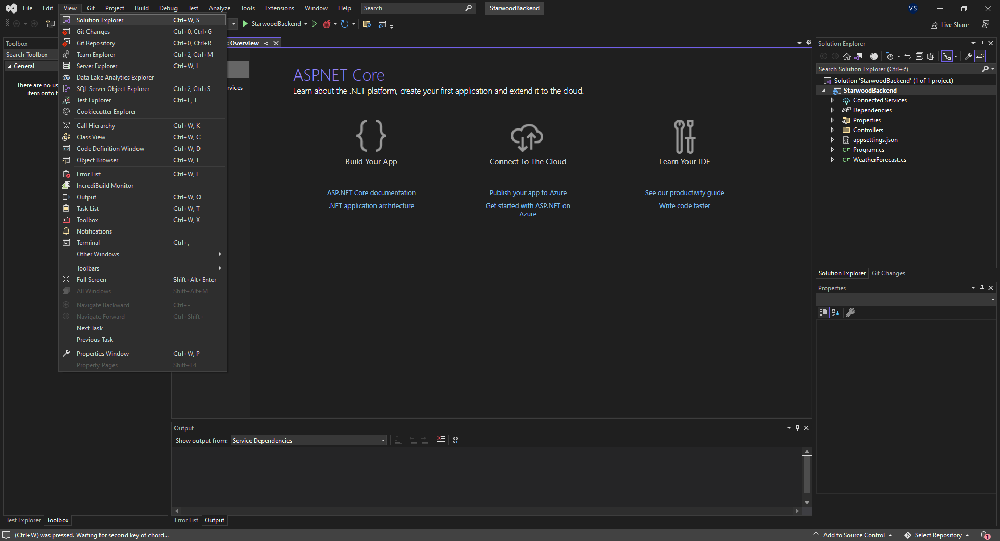 File Edit View Git Project Build Debug Test Analyze Tools Extensions Window Help Search StarwoodBackend VS
StarwoodBackend Live Share
Solution Explorer Ctrl+W, S
Git Changes Ctrl+0, Ctrl+G
Git Repository Ctrl+0, Ctrl+R
Team Explorer Ctrl+ž, Ctrl+M
Server Explorer Ctrl+W, L
Data Lake Analytics Explorer
SQL Server Object Explorer Ctrl+ž, Ctrl+S
Test Explorer Ctrl+E, T
Cookiecutter Explorer
Call Hierarchy Ctrl+W, K
Class View Ctrl+W, C
Code Definition Window Ctrl+W, D
Object Browser Ctrl+W, J
Error List Ctrl+W, E
IncrediBuild Monitor
Output Ctrl+W, O
Task List Ctrl+W, T
Toolbox Ctrl+W, X
Notifications
Terminal Ctrl+,
Other Windows
Toolbars
Full Screen Shift+Alt+Enter
All Windows Shift+Alt+M
Navigate Backward Ctrl+-
Navigate Forward Ctrl+Shift+-
Next Task
Previous Task
Properties Window Ctrl+W, P
Property Pages Shift+F4
Toolbox
Search Toolbox
General
There are no us
item onto t
Test Explorer Toolbox
: Overview
rvices
ASP.NET Core
Learn about the .NET platform, create your first application and extend it to the cloud.
Build Your App
ASP.NET Core documentation
.NET application architecture
Connect To The Cloud
Publish your app to Azure
Get started with ASP.NET on
Azure
Learn Your IDE
See our productivity guide
Write code faster
Output
Show output from: Service Dependencies
Error List Output
Solution Explorer
Search Solution Explorer (Ctrl+č)
Solution 'StarwoodBackend' (1 of 1 project)
StarwoodBackend
Connected Services
Dependencies
Properties
Controllers
appsettings.json
C# Program.cs
C# WeatherForecast.cs
Solution Explorer Git Changes
Properties
(Ctrl+W) was pressed. Waiting for second key of chord... Add to Source Control Select Repository 1